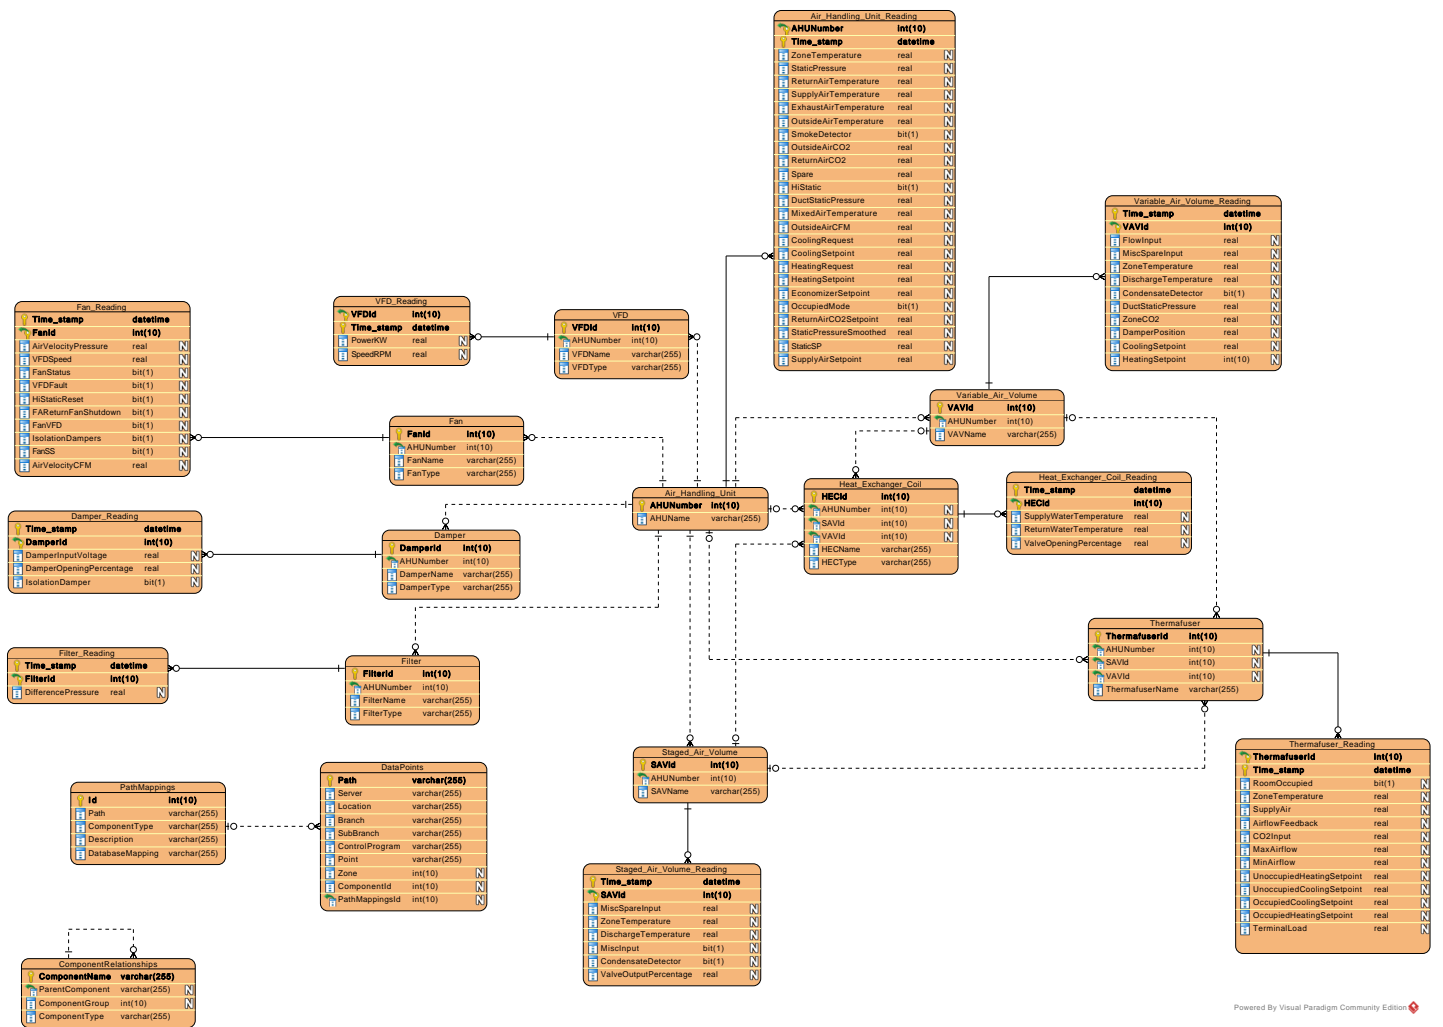 Air_Handling_Unit_Reading
AHUNumber int(10)
Time_stamp datetime
ZoneTemperature real N
StaticPressure real N
ReturnAirTemperature real N
SupplyAirTemperature real N
ExhaustAirTemperature real N
OutsideAirTemperature real N
SmokeDetector bit(1) N
OutsideAirCO2 real N
ReturnAirCO2 real N
Spare real N
HiStatic bit(1) N
DuctStaticPressure real N
MixedAirTemperature real N
OutsideAirCFM real N
CoolingRequest real N
CoolingSetpoint real N
HeatingRequest real N
HeatingSetpoint real N
EconomizerSetpoint real N
OccupiedMode bit(1) N
ReturnAirCO2Setpoint real N
StaticPressureSmoothed real N
StaticSP real N
SupplyAirSetpoint real N
Variable_Air_Volume_Reading
Time_stamp datetime
VAVId int(10)
FlowInput real N
MiscSpareInput real N
ZoneTemperature real N
DischargeTemperature real N
CondensateDetector bit(1) N
DuctStaticPressure real N
ZoneCO2 real N
DamperPosition real N
CoolingSetpoint real N
HeatingSetpoint int(10) N
Fan_Reading
Time_stamp datetime
FanId int(10)
AirVelocityPressure real N
VFDSpeed real N
FanStatus bit(1) N
VFDFault bit(1) N
HiStaticReset bit(1) N
FAReturnFanShutdown bit(1) N
FanVFD bit(1) N
IsolationDampers bit(1) N
FanSS bit(1) N
AirVelocityCFM real N
VFD_Reading
VFDId int(10)
Time_stamp datetime
PowerKW real N
SpeedRPM real N
VFD
VFDId int(10)
AHUNumber int(10)
VFDName varchar(255)
VFDType varchar(255)
Variable_Air_Volume
VAVId int(10)
AHUNumber int(10)
VAVName varchar(255)
Fan
FanId int(10)
AHUNumber int(10)
FanName varchar(255)
FanType varchar(255)
Air_Handling_Unit
AHUNumber int(10)
AHUName varchar(255)
Heat_Exchanger_Coil
HECId int(10)
AHUNumber int(10) N
SAVId int(10) N
VAVId int(10) N
HECName varchar(255)
HECType varchar(255)
Heat_Exchanger_Coil_Reading
Time_stamp datetime
HECId int(10)
SupplyWaterTemperature real N
ReturnWaterTemperature real N
ValveOpeningPercentage real N
Damper_Reading
Time_stamp datetime
DamperId int(10)
DamperInputVoltage real N
DamperOpeningPercentage real N
IsolationDamper bit(1) N
Damper
DamperId int(10)
AHUNumber int(10)
DamperName varchar(255)
DamperType varchar(255)
Filter_Reading
Time_stamp datetime
FilterId int(10)
DifferencePressure real N
Filter
FilterId int(10)
AHUNumber int(10)
FilterName varchar(255)
FilterType varchar(255)
Thermafuser
ThermafuserId int(10)
AHUNumber int(10) N
SAVId int(10) N
VAVId int(10) N
ThermafuserName varchar(255)
Staged_Air_Volume
SAVId int(10)
AHUNumber int(10)
SAVName varchar(255)
Thermafuser_Reading
ThermafuserId int(10)
Time_stamp datetime
RoomOccupied bit(1) N
ZoneTemperature real N
SupplyAir real N
AirflowFeedback real N
CO2Input real N
MaxAirflow real N
MinAirflow real N
UnoccupiedHeatingSetpoint real N
UnoccupiedCoolingSetpoint real N
OccupiedCoolingSetpoint real N
OccupiedHeatingSetpoint real N
TerminalLoad real N
PathMappings
Id int(10)
Path varchar(255)
ComponentType varchar(255)
Description varchar(255)
DatabaseMapping varchar(255)
DataPoints
Path varchar(255)
Server varchar(255)
Location varchar(255)
Branch varchar(255)
SubBranch varchar(255)
ControlProgram varchar(255)
Point varchar(255)
Zone int(10) N
ComponentId int(10) N
PathMappingsId int(10) N
Staged_Air_Volume_Reading
Time_stamp datetime
SAVId int(10)
MiscSpareInput real N
ZoneTemperature real N
DischargeTemperature real N
MiscInput bit(1) N
CondensateDetector bit(1) N
ValveOutputPercentage real N
ComponentRelationships
ComponentName varchar(255)
ParentComponent varchar(255) N
ComponentGroup int(10) N
ComponentType varchar(255)
Powered By Visual Paradigm Community Edition